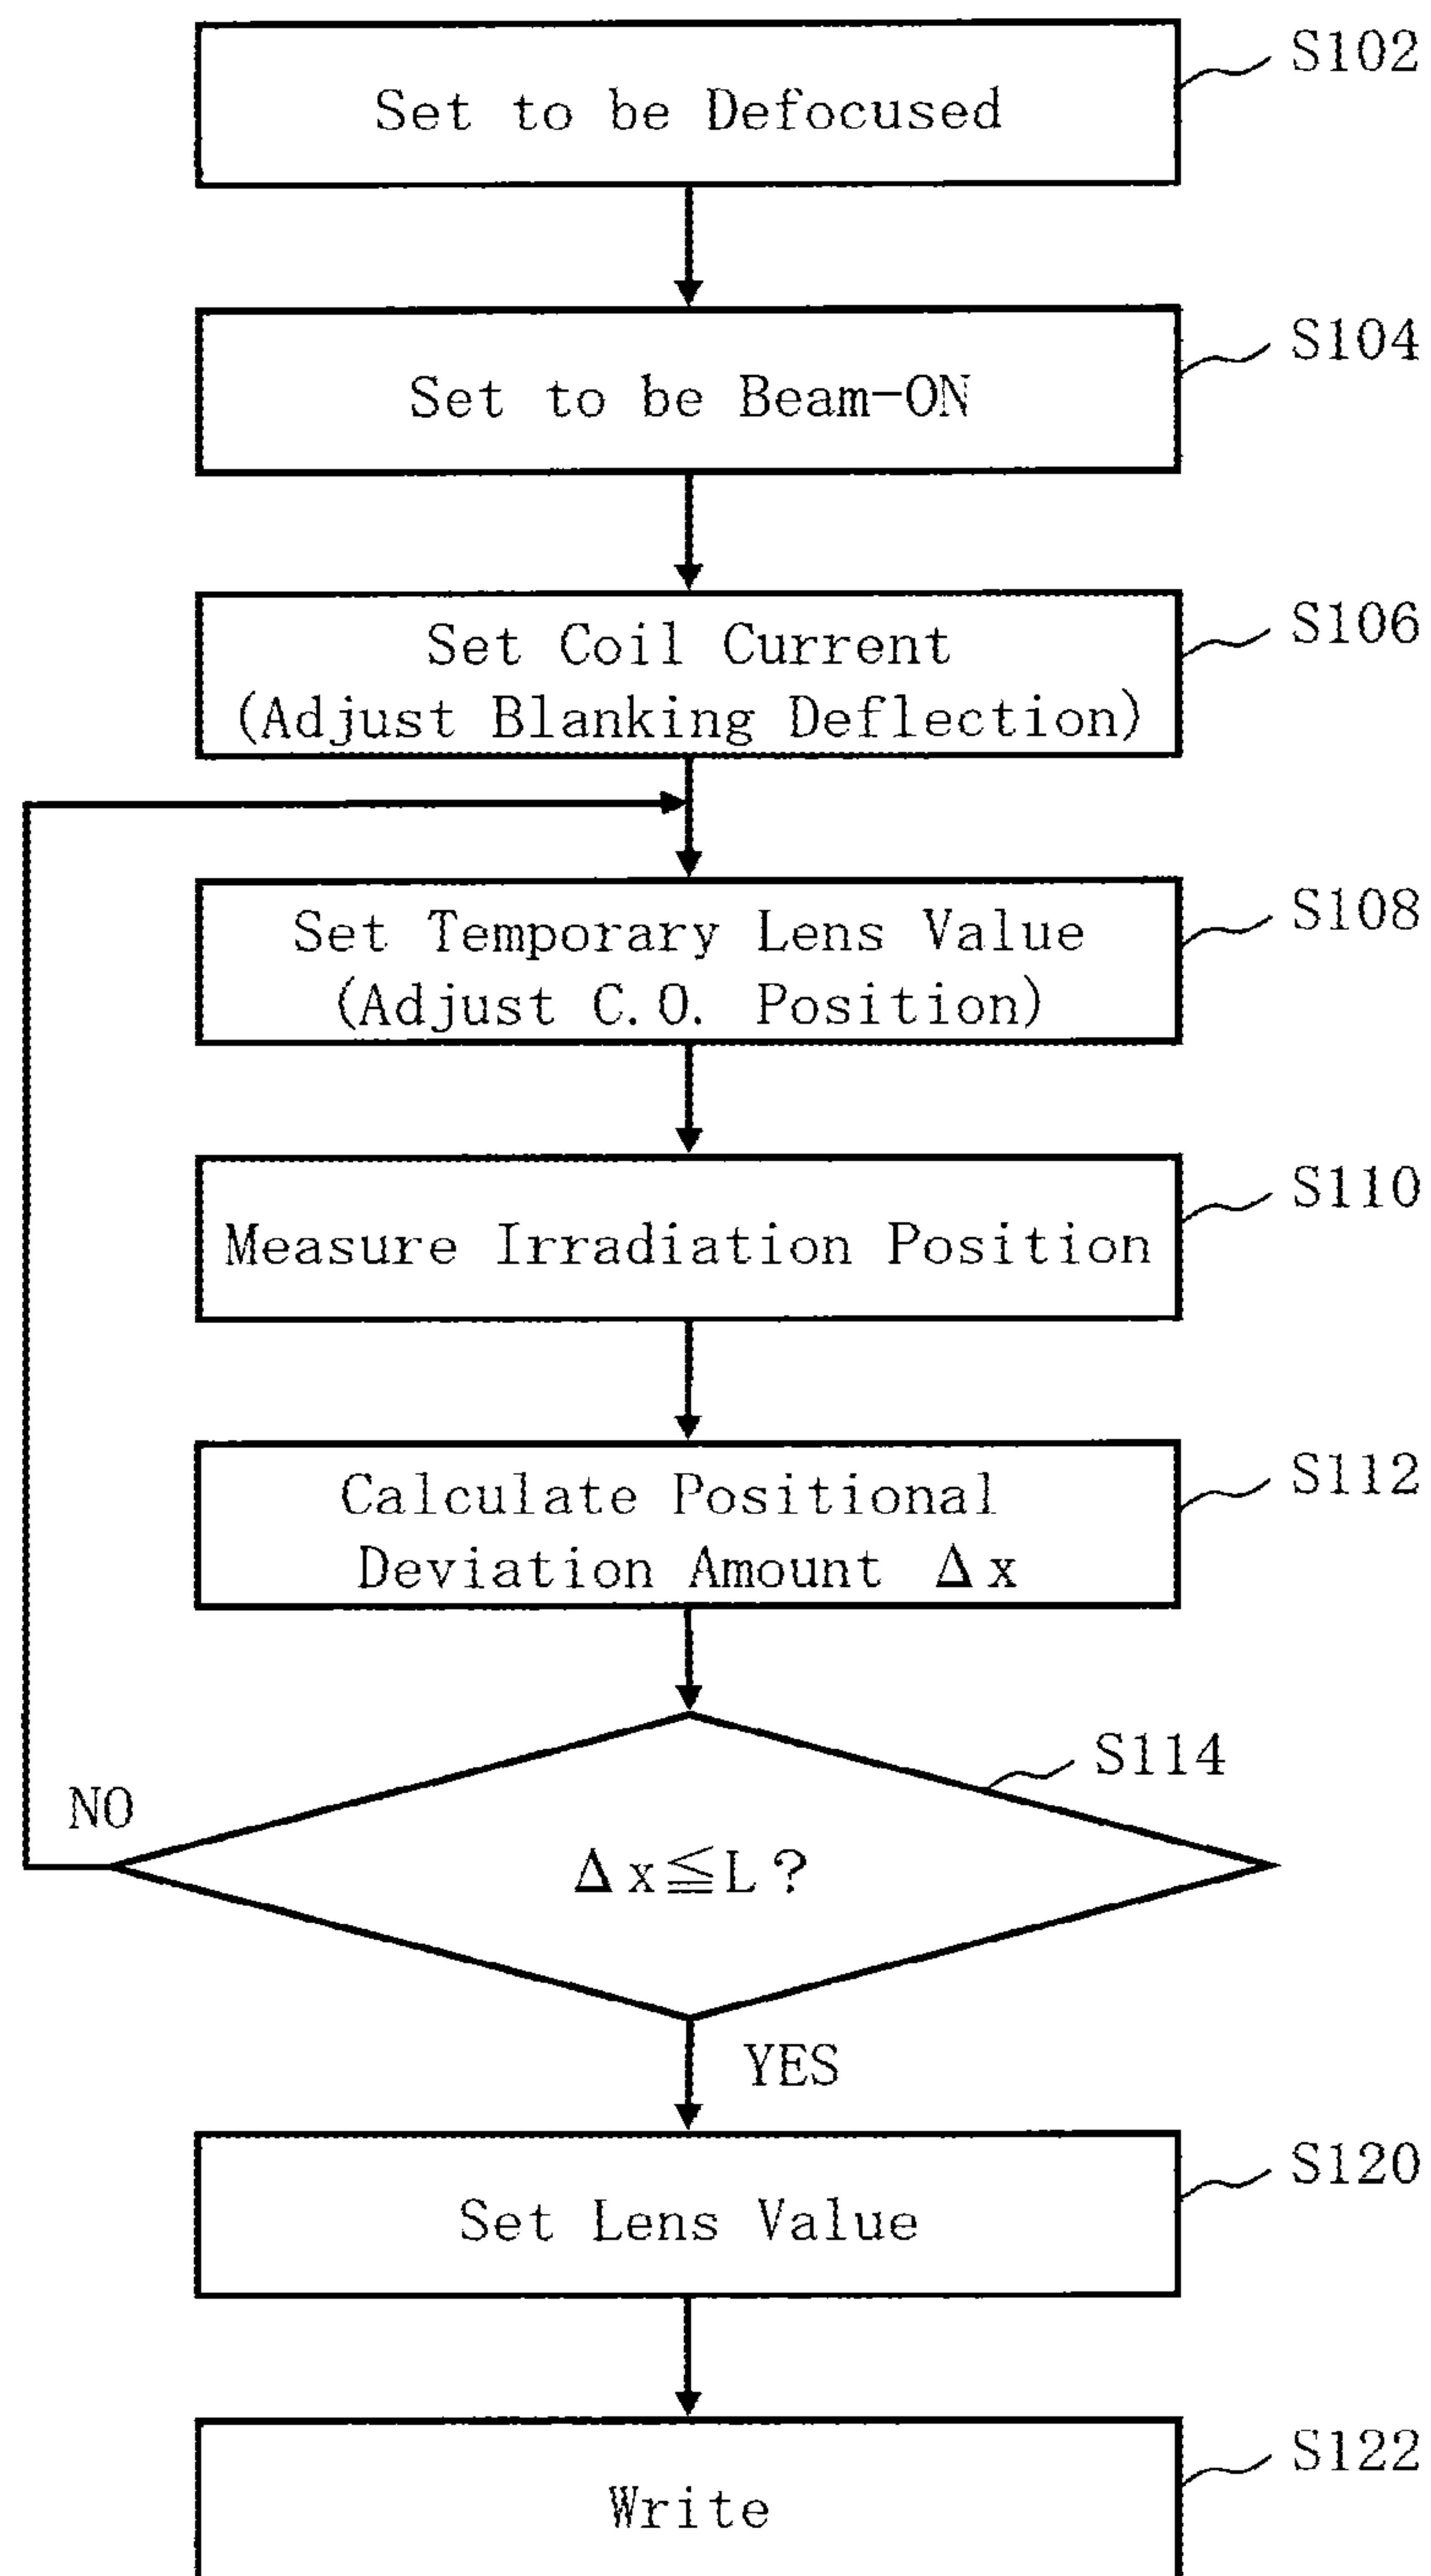 S102
Set to be Defocused
S104
Set to be Beam-ON
S106
Set Coil Current
(Adjust Blanking Deflection)
S108
Set Temporary Lens Value
(Adjust C.O. Position)
S110
Measure Irradiation Position
S112
Calculate Positional
Deviation Amount Δx
S114
NO
Δx≦L?
YES
S120
Set Lens Value
S122
Write